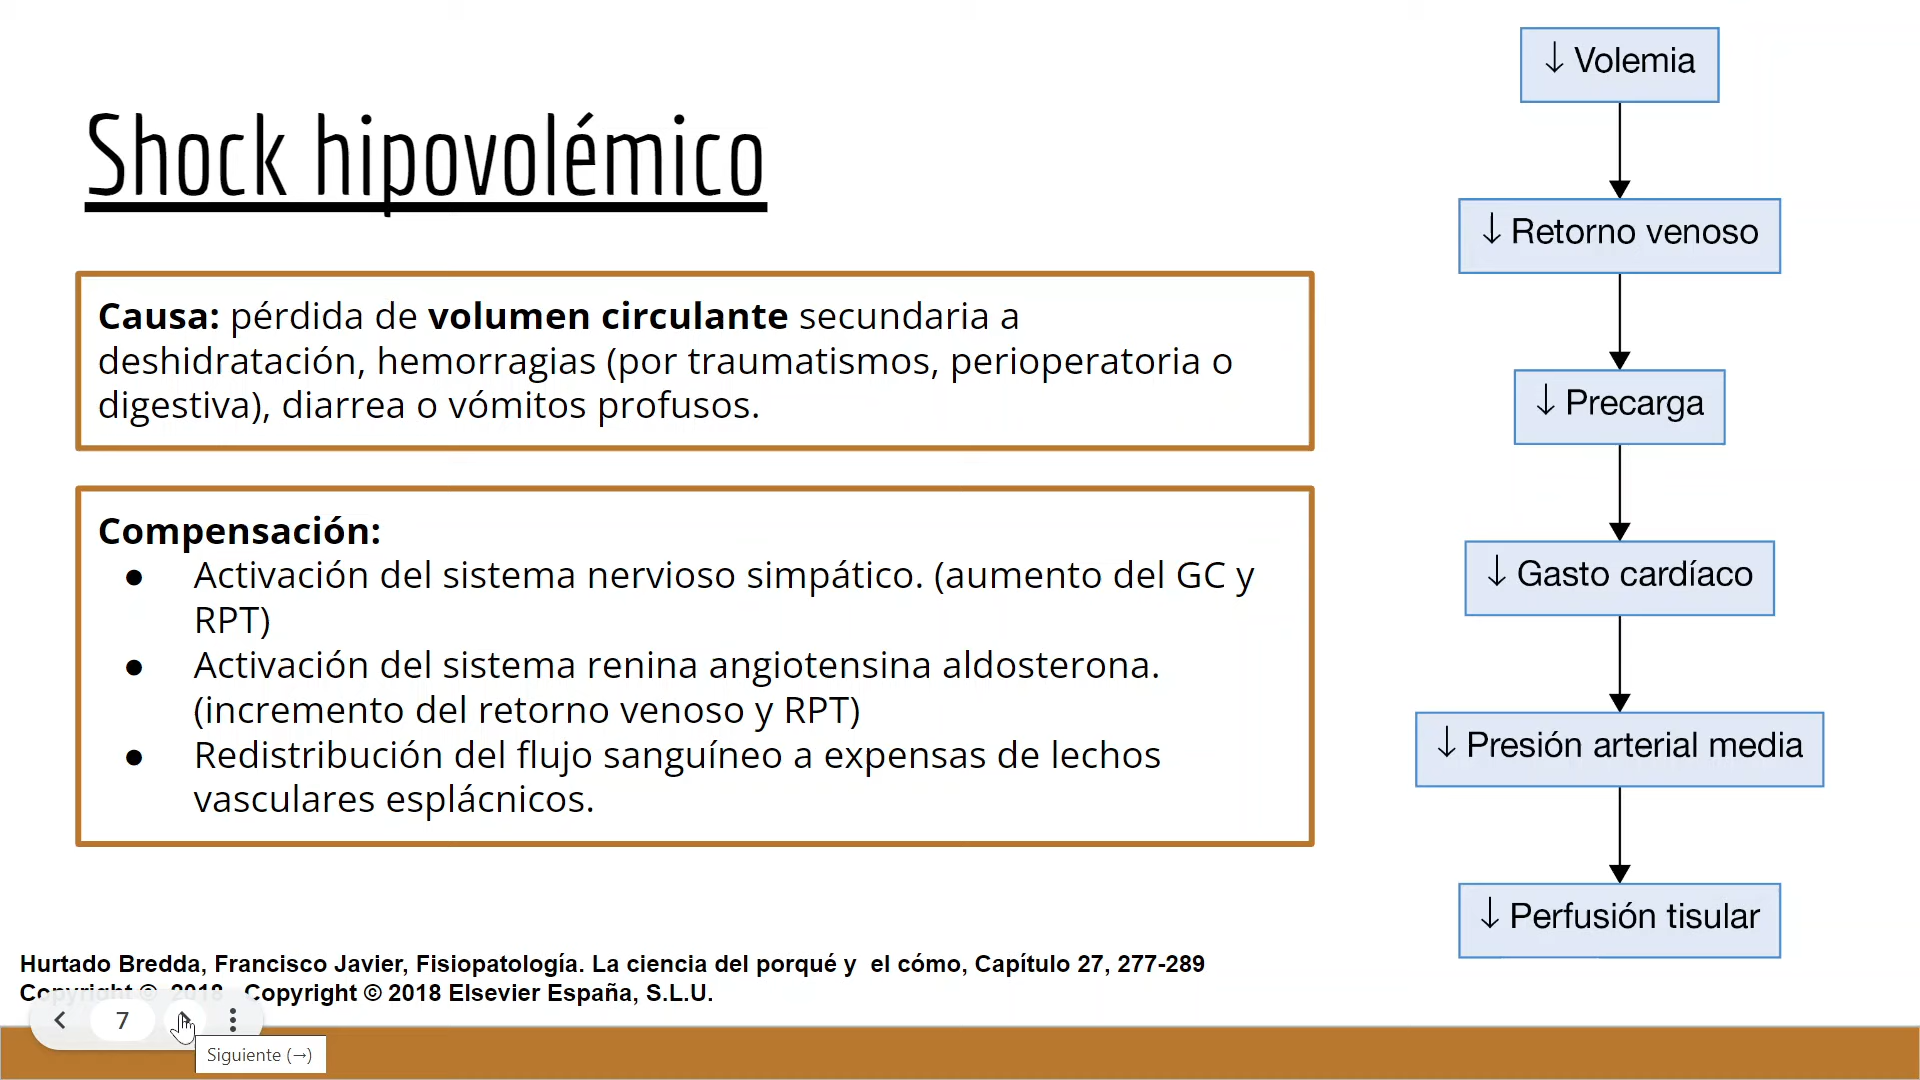 Shock hipovolémico
Causa: pérdida de volumen circulante secundaria a
deshidratación, hemorragias (por traumatismos, perioperatoria o
digestiva), diarrea o vómitos profusos.
Compensación:
● Activación del sistema nervioso simpático. (aumento del GC y
RPT)
● Activación del sistema renina angiotensina aldosterona.
(incremento del retorno venoso y RPT)
● Redistribución del flujo sanguíneo a expensas de lechos
vasculares esplácnicos.
↓ Volemia
↓ Retorno venoso
↓ Precarga
↓ Gasto cardíaco
↓ Presión arterial media
↓ Perfusión tisular
Hurtado Bredda, Francisco Javier, Fisiopatología. La ciencia del porqué y el cómo, Capítulo 27, 277-289
Copyright © 2018 Copyright © 2018 Elsevier España, S.L.U.
7
Siguiente (→)